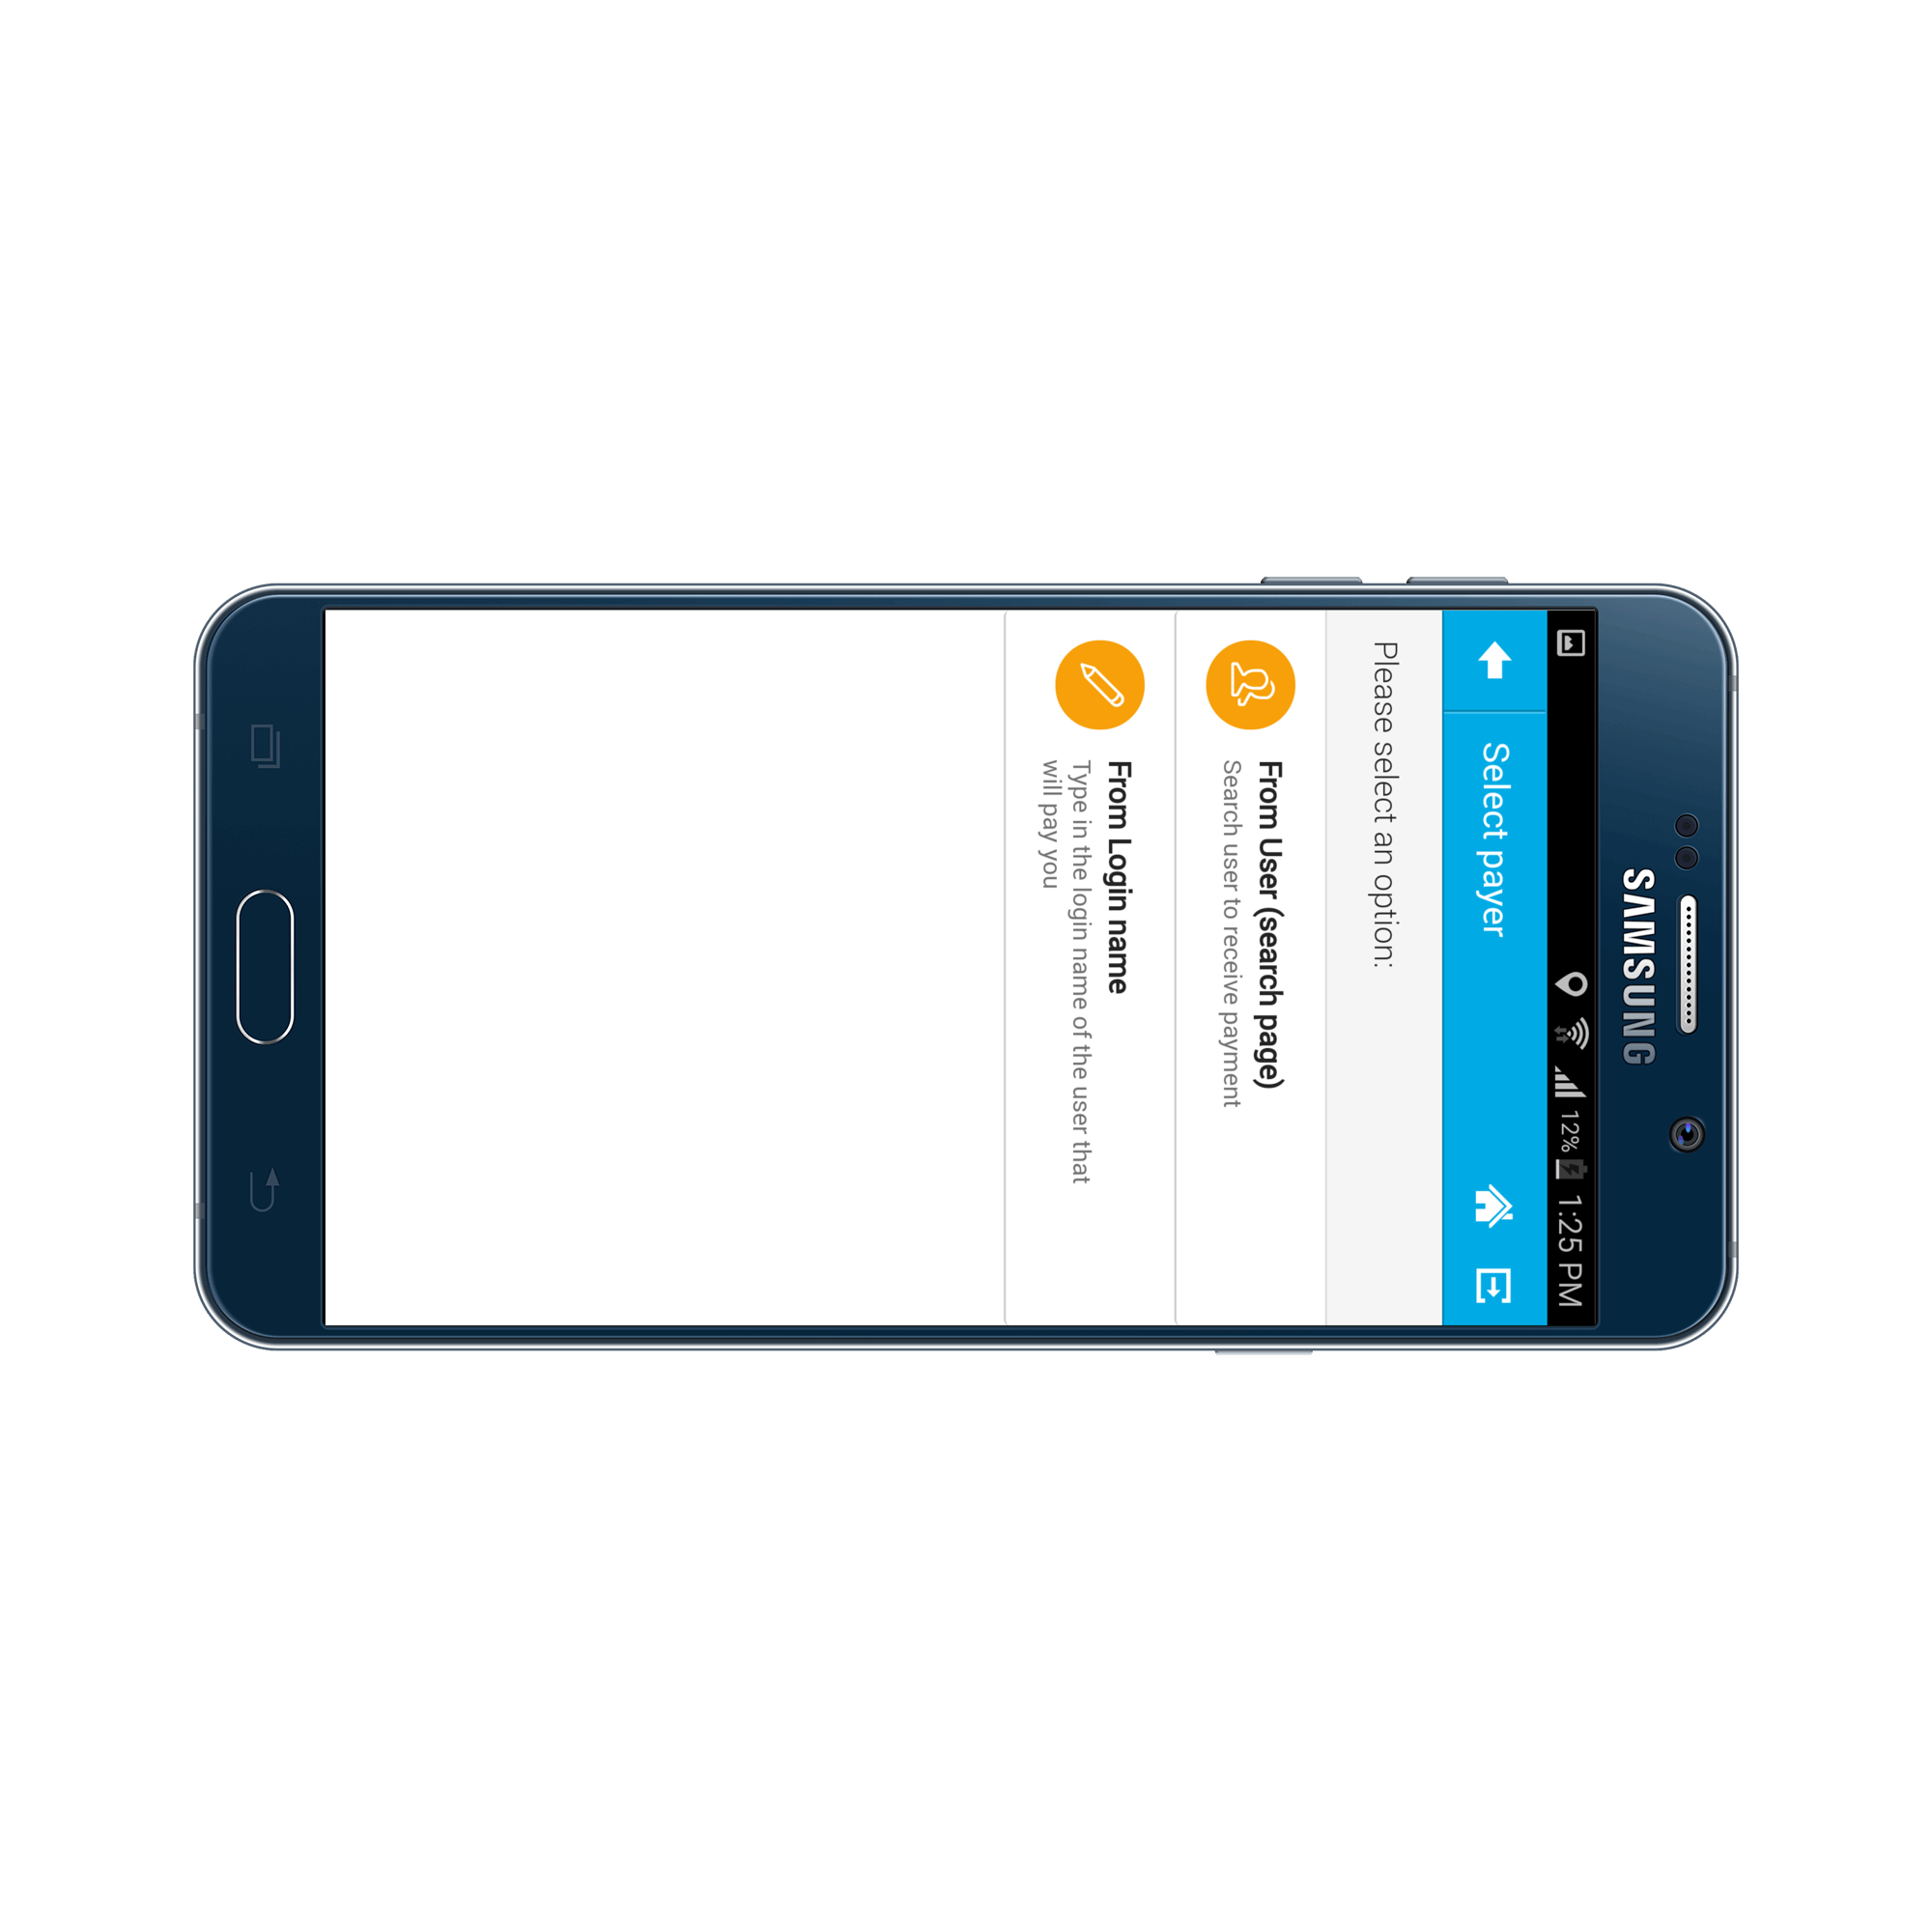 SAMSUNG
12% 1:25 PM
Select payer
Please select an option:
From User (search page)
Search user to receive payment
From Login name
Type in the login name of the user that
will pay you